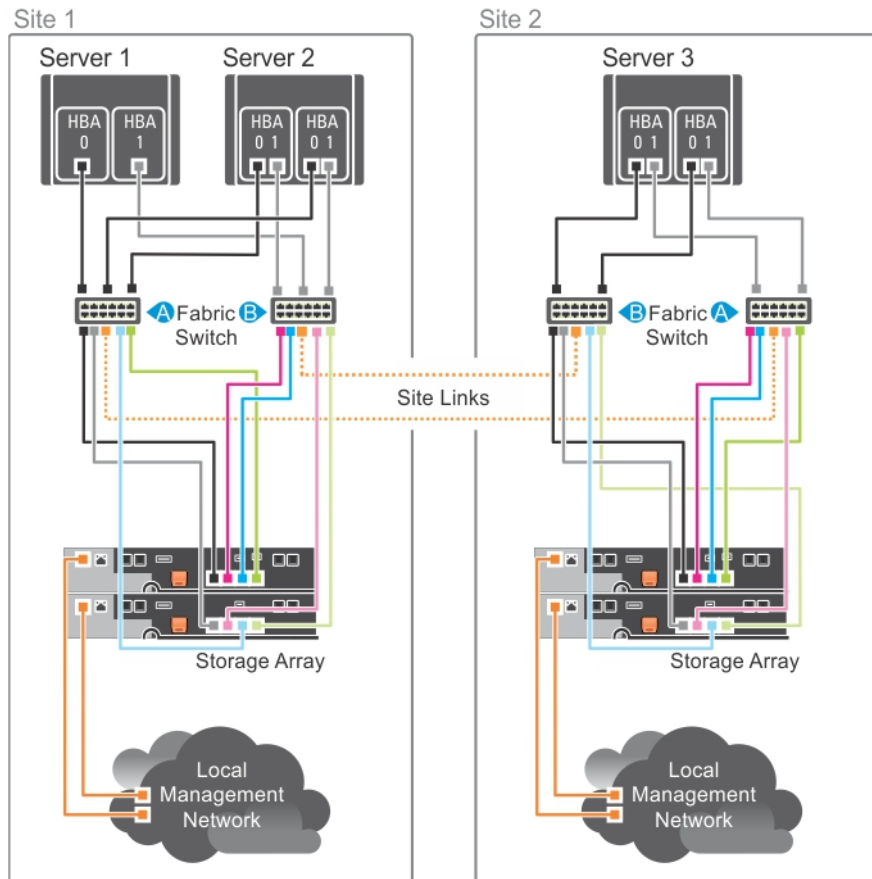 Site 1
Site 2
Server 1
Server 2
Server 3
HBA
0
HBA
1
HBA
0 1
HBA
0 1
HBA
0 1
HBA
0 1
A Fabric B
Switch
B Fabric A
Switch
Site Links
Storage Array
Storage Array
Local
Management
Network
Local
Management
Network